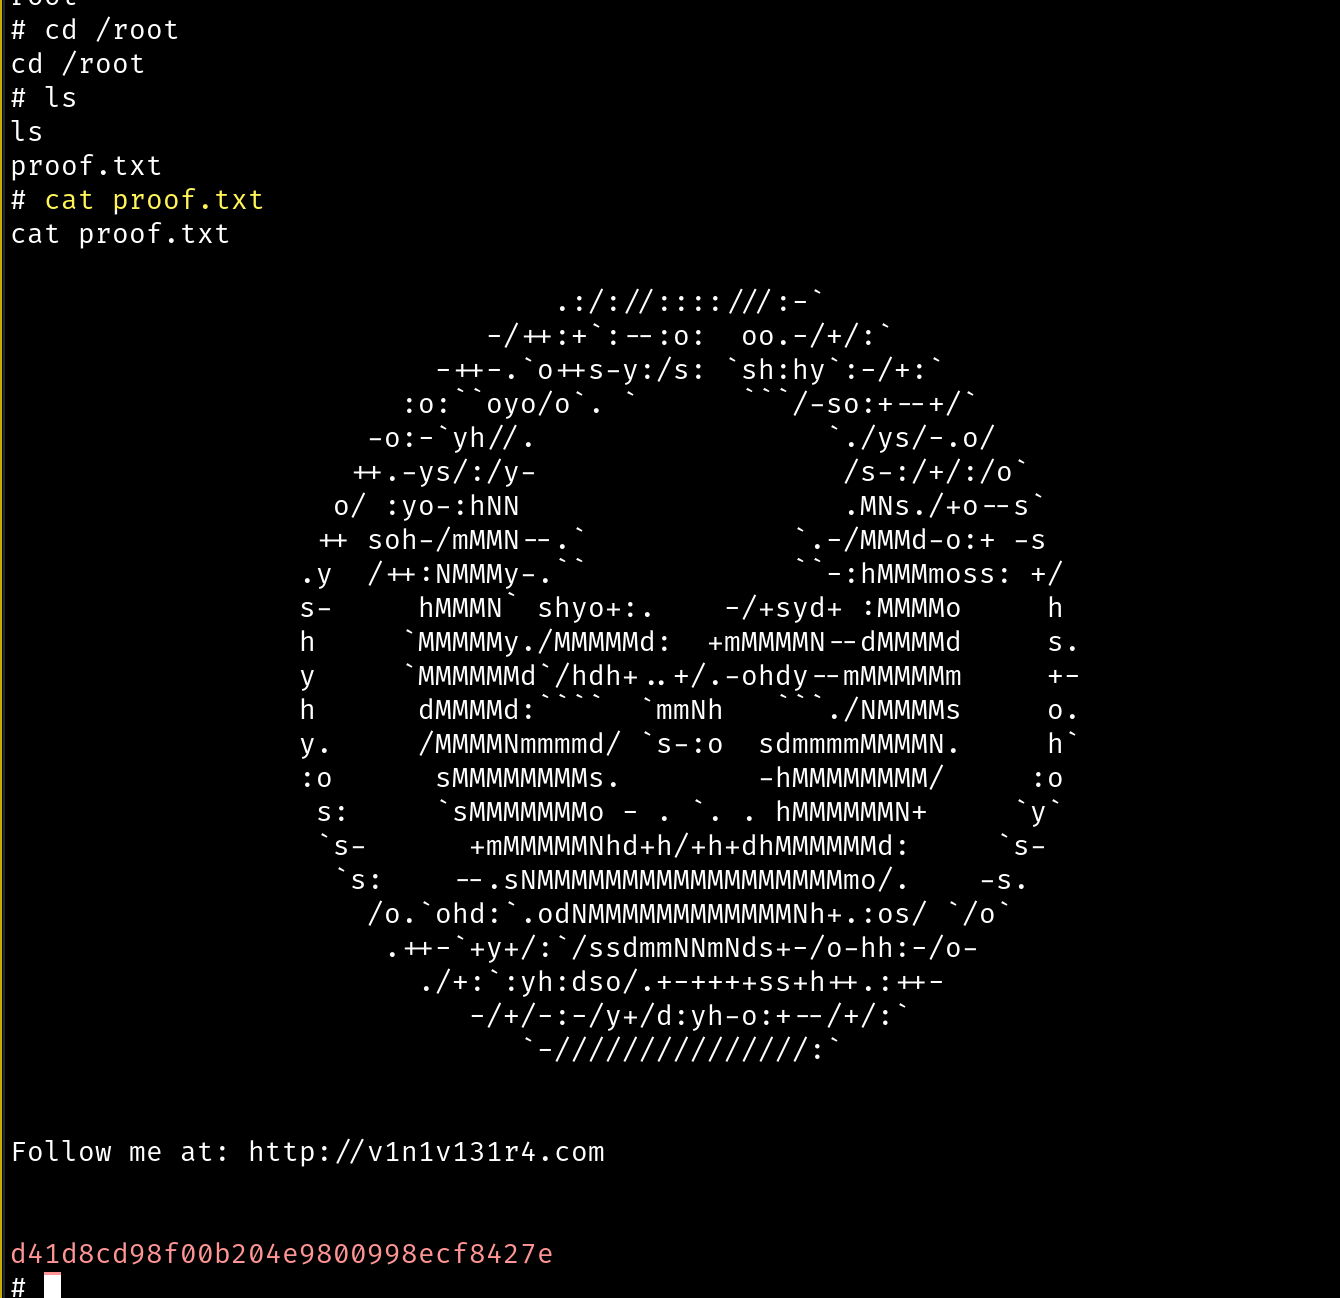 root
# cd /root
cd /root
# ls
ls
proof.txt
# cat proof.txt
cat proof.txt
                                .:/://::::///:-`
                            -/++:+`:--:o:  oo.-/+/:`
                         -++-.`o++s-y:/s: `sh:hy`:-/+:`
                       :o:``oyo/o`. `      ```/-so:+--+/`
                     -o:-`yh//.                 `./ys/-.o/
                    ++.-ys/:/y-                  /s-:/+/:/o`
                   o/ :yo-:hNN                   .MNs./+o--s`
                  ++ soh-/mMMN--.`            `.-/MMMd-o:+ -s
                 .y  /++:NMMMy-.``            ``-:hMMMmoss: +/
                 s-     hMMMN` shyo+:.    -/+syd+ :MMMMo     h
                 h     `MMMMMy./MMMMMd:  +mMMMMN--dMMMMd     s.
                 y     `MMMMMMd`/hdh+..+/.-ohdy--mMMMMMm     +-
                 h      dMMMMd:````  `mmNh   ```./NMMMMs     o.
                 y.     /MMMMNmmmmd/ `s-:o  sdmmmmMMMMN.     h`
                 :o      sMMMMMMMMs.        -hMMMMMMMM/     :o
                  s:     `sMMMMMMMo - . `. . hMMMMMMN+     `y`
                  `s-      +mMMMMMNhd+h/+h+dhMMMMMMd:     `s-
                   `s:    --.sNMMMMMMMMMMMMMMMMMMmo/.    -s.
                     /o.`ohd:`.odNMMMMMMMMMMMMNh+.:os/ `/o`
                      .++-`+y+/:`/ssdmmNNmNds+-/o-hh:-/o-
                        ./+:`:yh:dso/.+-++++ss+h++.:++-
                           -/+/-:-/y+/d:yh-o:+--/+/:`
                              `-///////////////:`
Follow me at: http://v1n1v131r4.com
d41d8cd98f00b204e9800998ecf8427e
#